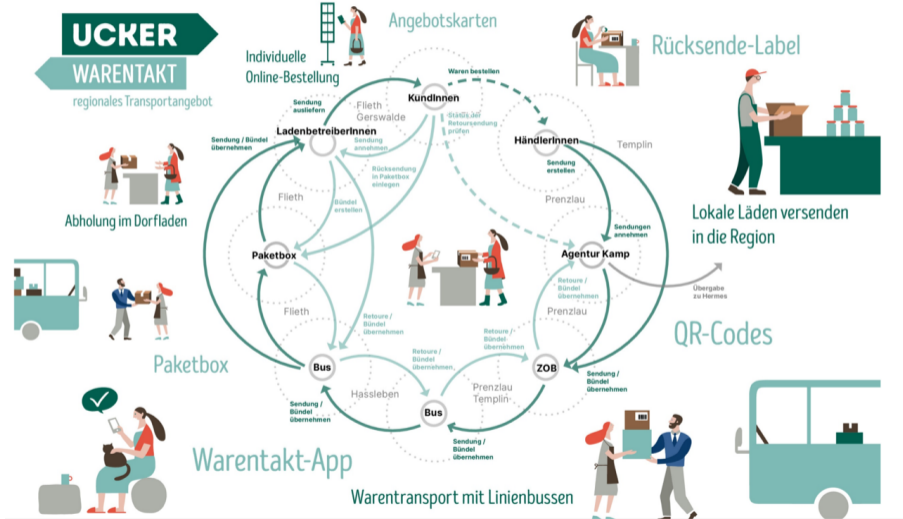 UCKER
WARENTAKT
regionales Transportangebot
Individuelle
Online-Bestellung
Angebotskarten
Rücksende-Label
Waren bestellen
KundInnen
Sendung
ausliefern
Flieth
Gerswalde
Status der
Retoursendung
prüfen
LadenbetreiberInnen
Sendung
annehmen
HändlerInnen
Templin
Sendung / Bündel
übernehmen
Sendung
erstellen
Rücksendung
in Paketbox
einlegen
Flieth
Bündel
erstellen
Prenzlau
Abholung im Dorfladen
Lokale Läden versenden
in die Region
Sendungen
annehmen
Paketbox
Agentur Kamp
Retoure /
Bündel
übernehmen
Übergabe
zu Hermes
Flieth
Prenzlau
Retoure /
Bündel
übernehmen
Retoure /
Bündel
übernehmen
QR-Codes
Retoure /
Bündel
übernehmen
Paketbox
Bus
ZOB
Sendung /
Bündel
übernehmen
Hassleben
Prenzlau
Templin
Sendung /
Bündel
übernehmen
Bus
Sendung /
Bündel
übernehmen
Warentakt-App
Warentransport mit Linienbussen